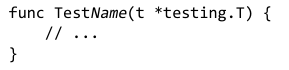 func TestName(t *testing.T) {
    // ...
}